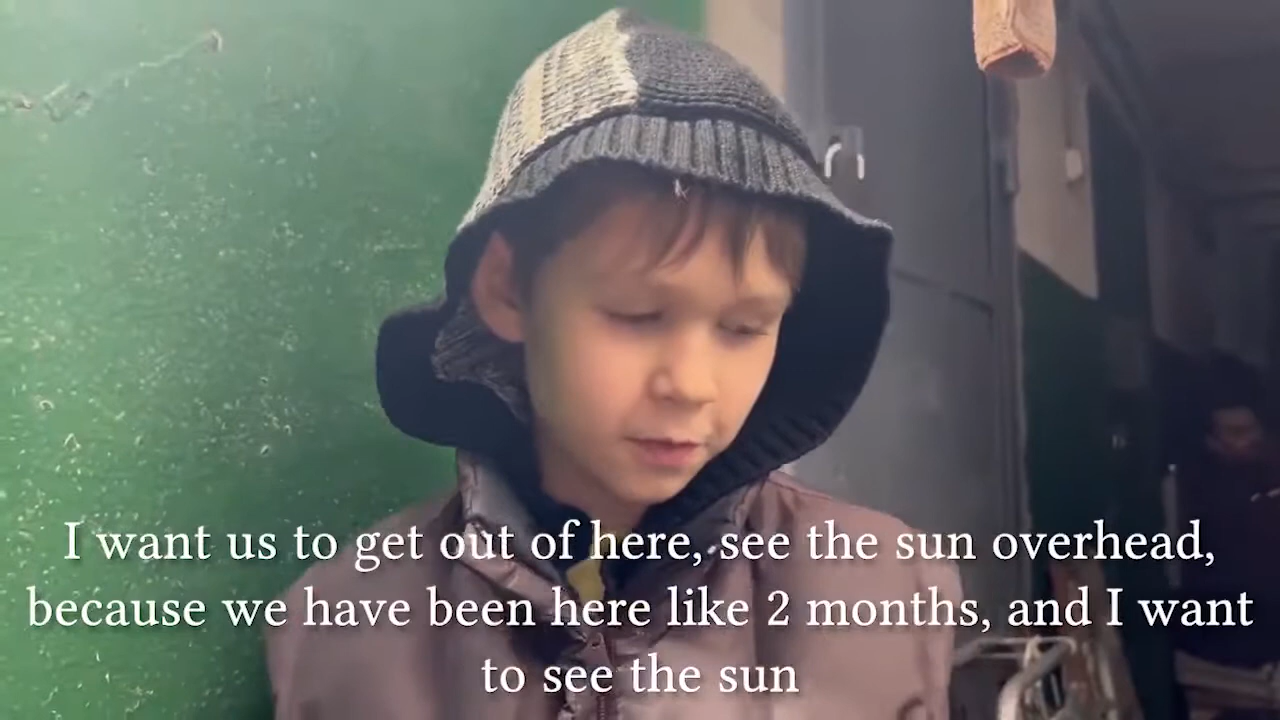 I want us to get out of here, see the sun overhead,
because we have been here like 2 months, and I want
to see the sun